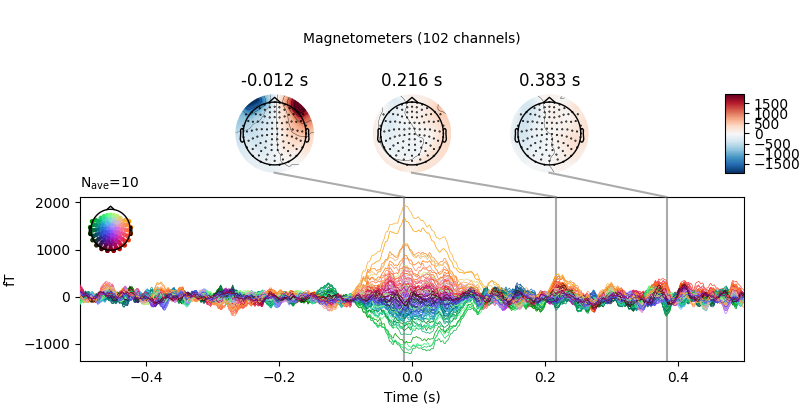 Magnetometers (102 channels)
-0.012 s
0.216 s
0.383 s
1500
1000
500
0
−500
−1000
−1500
Nave=10
2000
1000
0
−1000
fT
−0.4
−0.2
0.0
0.2
0.4
Time (s)